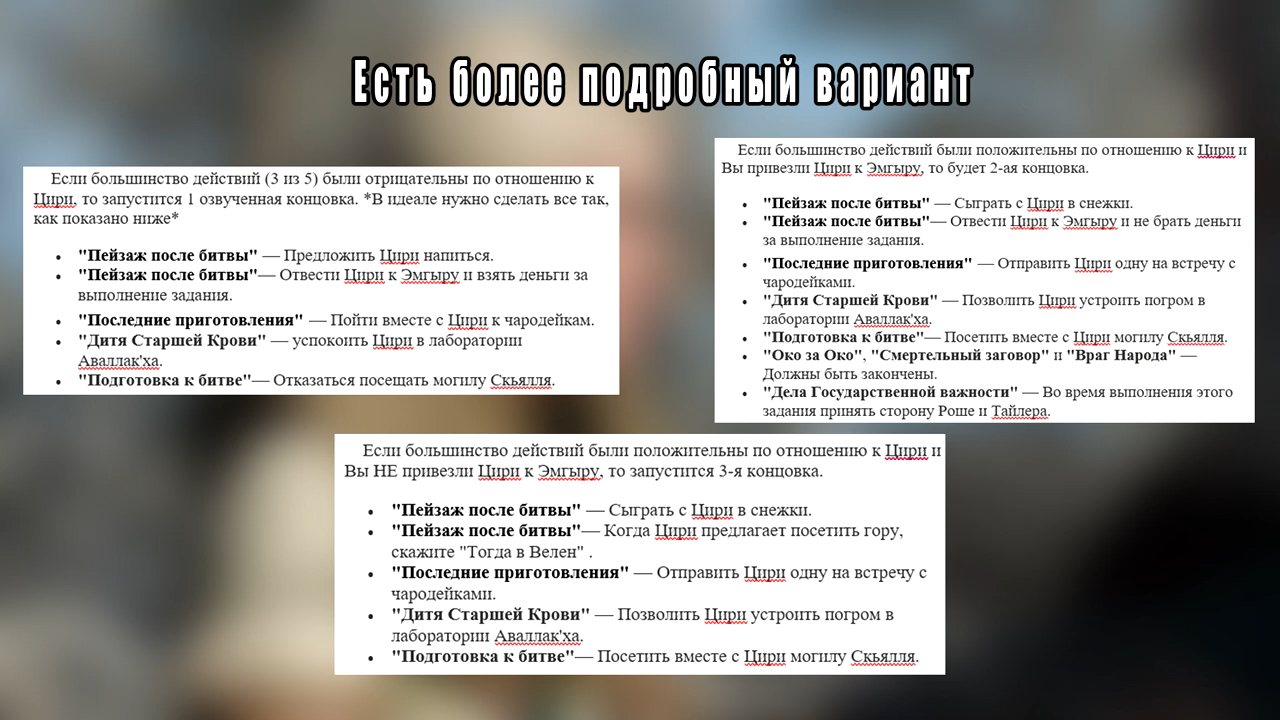 Есть более подробный вариант
Если большинство действий (3 из 5) были отрицательны по отношению к
Цири, то запустится 1 озвученная концовка. *В идеале нужно сделать все так,
как показано ниже*
• "Пейзаж после битвы" — Предложить Цири напиться.
• "Пейзаж после битвы"— Отвести Цири к Эмгыру и взять деньги за
выполнение задания.
• "Последние приготовления" — Пойти вместе с Цири к чародейкам.
• "Дитя Старшей Крови" — успокоить Цири в лаборатории
Аваллак'ха.
• "Подготовка к битве"— Отказаться посещать могилу Скьялля.
Если большинство действий были положительны по отношению к Цири и
Вы привезли Цири к Эмгыру, то будет 2-ая концовка.
• "Пейзаж после битвы" — Сыграть с Цири в снежки.
• "Пейзаж после битвы"— Отвести Цири к Эмгыру и не брать деньги
за выполнение задания.
• "Последние приготовления" — Отправить Цири одну на встречу с
чародейками.
• "Дитя Старшей Крови" — Позволить Цири устроить погром в
лаборатории Аваллак'ха.
• "Подготовка к битве"— Посетить вместе с Цири могилу Скьялля.
• "Око за Око", "Смертельный заговор" и "Враг Народа" —
Должны быть закончены.
• "Дела Государственной важности" — Во время выполнения этого
задания принять сторону Роше и Тайлера.
Если большинство действий были положительны по отношению к Цири и
Вы НЕ привезли Цири к Эмгыру, то запустится 3-я концовка.
• "Пейзаж после битвы" — Сыграть с Цири в снежки.
• "Пейзаж после битвы"— Когда Цири предлагает посетить гору,
скажите "Тогда в Велен" .
• "Последние приготовления" — Отправить Цири одну на встречу с
чародейками.
• "Дитя Старшей Крови" — Позволить Цири устроить погром в
лаборатории Аваллак'ха.
• "Подготовка к битве"— Посетить вместе с Цири могилу Скьялля.